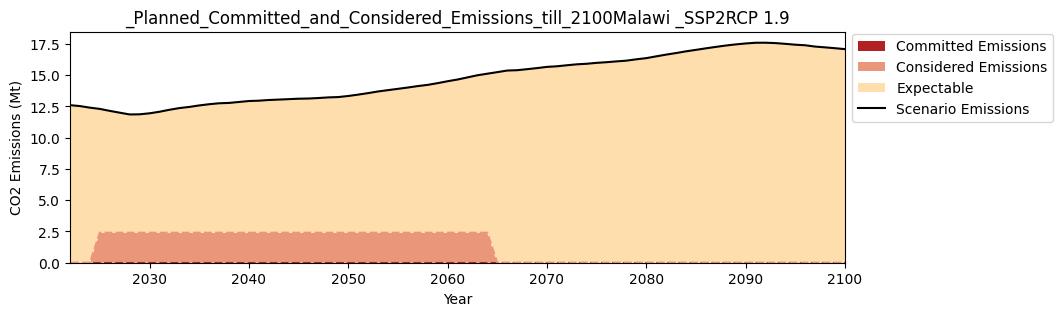 _Planned_Committed_and_Considered_Emissions_till_2100Malawi _SSP2RCP 1.9
17.5
15.0
12.5
10.0
7.5
5.0
2.5
0.0
CO2 Emissions (Mt)
2030 2040 2050 2060 2070 2080 2090 2100
Year
Committed Emissions
Considered Emissions
Expectable
Scenario Emissions